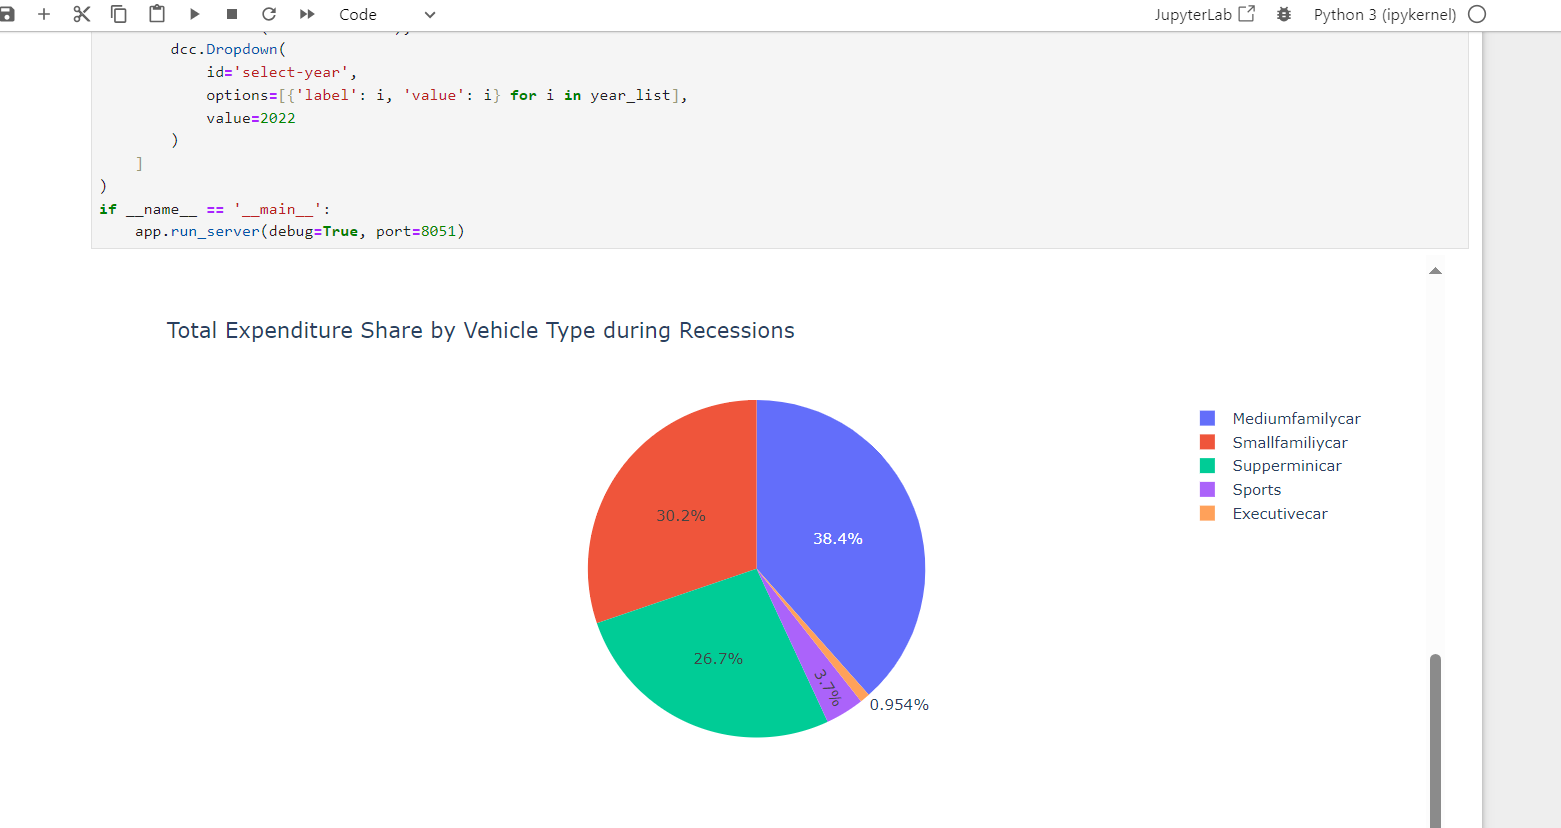 Code JupyterLab Python 3 (ipykernel)
dcc.Dropdown(
id='select-year',
options=[{'label': i, 'value': i} for i in year_list],
value=2022
)
]
)
if __name__ == '__main__':
app.run_server(debug=True, port=8051)
Total Expenditure Share by Vehicle Type during Recessions
38.4%
30.2%
26.7%
3.7%
0.954%
Mediumfamilycar
Smallfamiliycar
Supperminicar
Sports
Executivecar